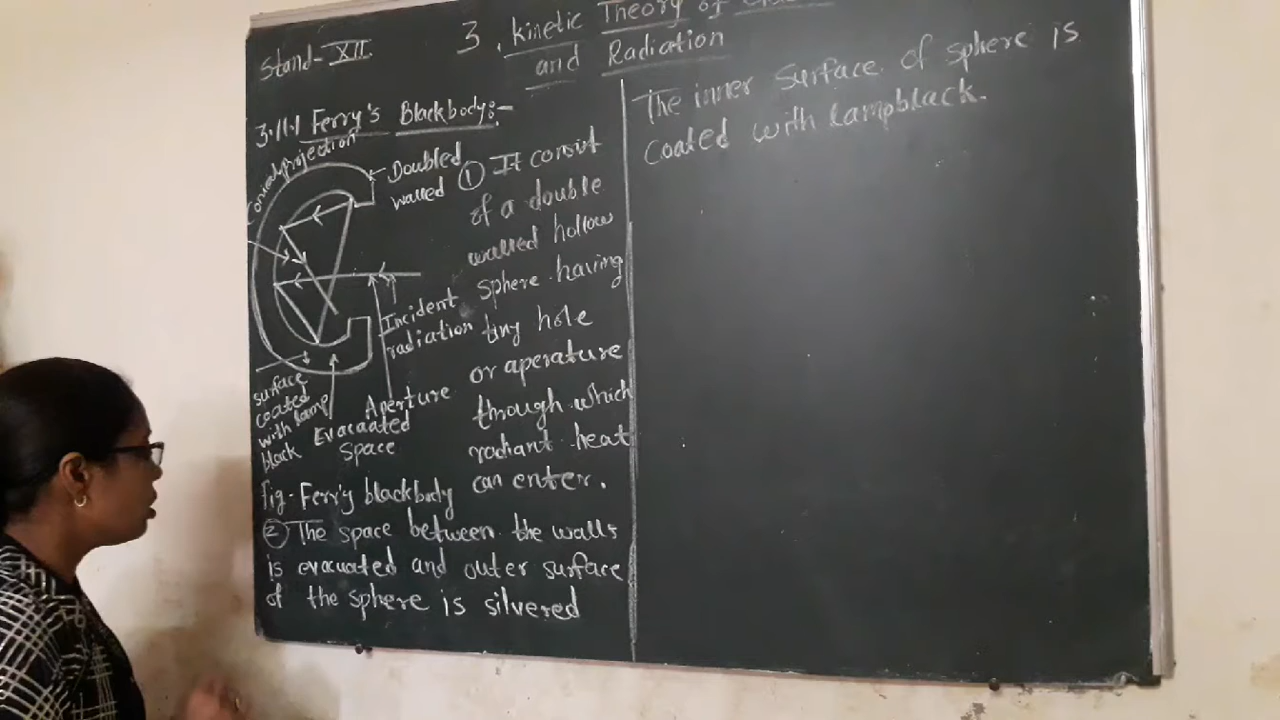 Stand-XII
3. Kinetic Theory of
and Radiation
3.11.1 Ferry's Blackbody:-
Conical projection
Doubled
walled
Incident
radiation
Aperture
Evacuated
space
surface
coated
with lamp
black
Fig- Ferry's blackbody
① It consist
of a double
walled hollow
sphere having
tiny hole
or aperature
through which
radiant heat
can enter.
② The space between the walls
is evacuated and outer surface
of the sphere is silvered
The inner surface of sphere is
coated with lampblack.